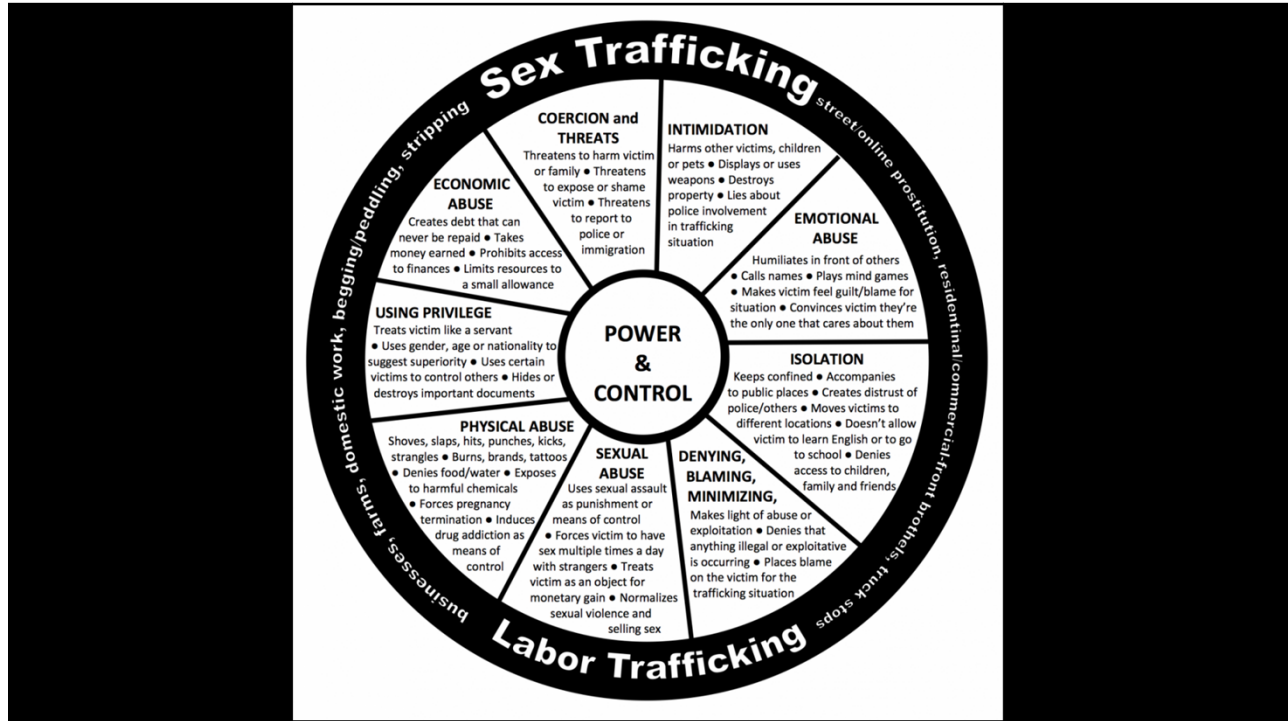 Sex Trafficking
street/online prostitution, residentinal/commercial-front brothels, truck stops
Labor Trafficking
businesses, farms, domestic work, begging/peddling, stripping
POWER
&
CONTROL
COERCION and
THREATS
Threatens to harm victim
or family ● Threatens
to expose or shame
victim ● Threatens
to report to
police or
immigration
INTIMIDATION
Harms other victims, children
or pets ● Displays or uses
weapons ● Destroys
property ● Lies about
police involvement
in trafficking
situation
EMOTIONAL
ABUSE
Humiliates in front of others
● Calls names ● Plays mind games
● Makes victim feel guilt/blame for
situation ● Convinces victim they're
the only one that cares about them
ISOLATION
Keeps confined ● Accompanies
to public places ● Creates distrust of
police/others ● Moves victims to
different locations ● Doesn't allow
victim to learn English or to go
to school ● Denies
access to children,
family and friends
DENYING,
BLAMING,
MINIMIZING,
Makes light of abuse or
exploitation ● Denies that
anything illegal or exploitative
is occurring ● Places blame
on the victim for the
trafficking situation
SEXUAL
ABUSE
Uses sexual assault
as punishment or
means of control
● Forces victim to have
sex multiple times a day
with strangers ● Treats
victim as an object for
monetary gain ● Normalizes
sexual violence and
selling sex
PHYSICAL ABUSE
Shoves, slaps, hits, punches, kicks,
strangles ● Burns, brands, tattoos
● Denies food/water ● Exposes
to harmful chemicals
● Forces pregnancy
termination ● Induces
drug addiction as
means of
control
USING PRIVILEGE
Treats victim like a servant
● Uses gender, age or nationality to
suggest superiority ● Uses certain
victims to control others ● Hides or
destroys important documents
ECONOMIC
ABUSE
Creates debt that can
never be repaid ● Takes
money earned ● Prohibits access
to finances ● Limits resources to
a small allowance